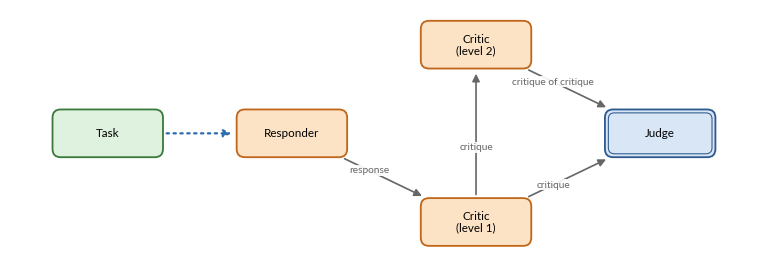 Critic
(level 2)
critique of critique
Task
Responder
Judge
critique
response
critique
Critic
(level 1)